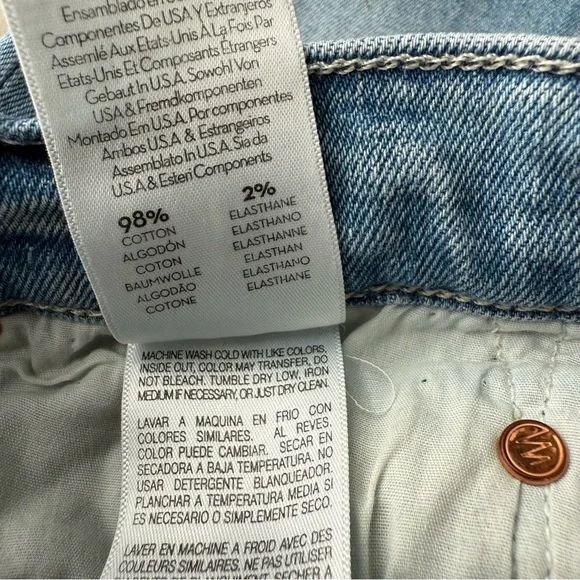 Ensamblado en USA de
Componentes De USA Y Extranjeros
Assemlé Aux Etats-Unis A La Fois Par
Etats-Unis Et Composants Etrangers
Gebaut In U.S.A. Sowohl Von
USA & Fremdkomponenten
Montado Em U.S.A. Por componentes
Ambos U.S.A. & Estrangeiros
Assemblato In U.S.A. Sia da
U.S.A & Esteri Components
98%
COTTON
ALGODÓN
COTON
BAUMWOLLE
ALGODÃO
COTONE
2%
ELASTHANE
ELASTHANO
ELASTHANNE
ELASTHAN
ELASTHANO
ELASTHANE
MACHINE WASH COLD WITH LIKE COLORS,
INSIDE OUT, COLOR MAY TRANSFER, DO
NOT BLEACH. TUMBLE DRY LOW, IRON
MEDIUM IF NECESSARY, OR JUST DRY CLEAN.
LAVAR A MAQUINA EN FRIO CON
COLORES SIMILARES. AL REVES.
COLOR PUEDE CAMBIAR. SECAR EN
SECADORA A BAJA TEMPERATURA. NO
USAR DETERGENTE BLANQUEADOR.
PLANCHAR A TEMPERATURA MEDIA SI
ES NECESARIO O SIMPLEMENTE SECO.
LAVER EN MACHINE A FROID AVEC DES
COULEURS SIMILAIRES. NE PAS UTILISER